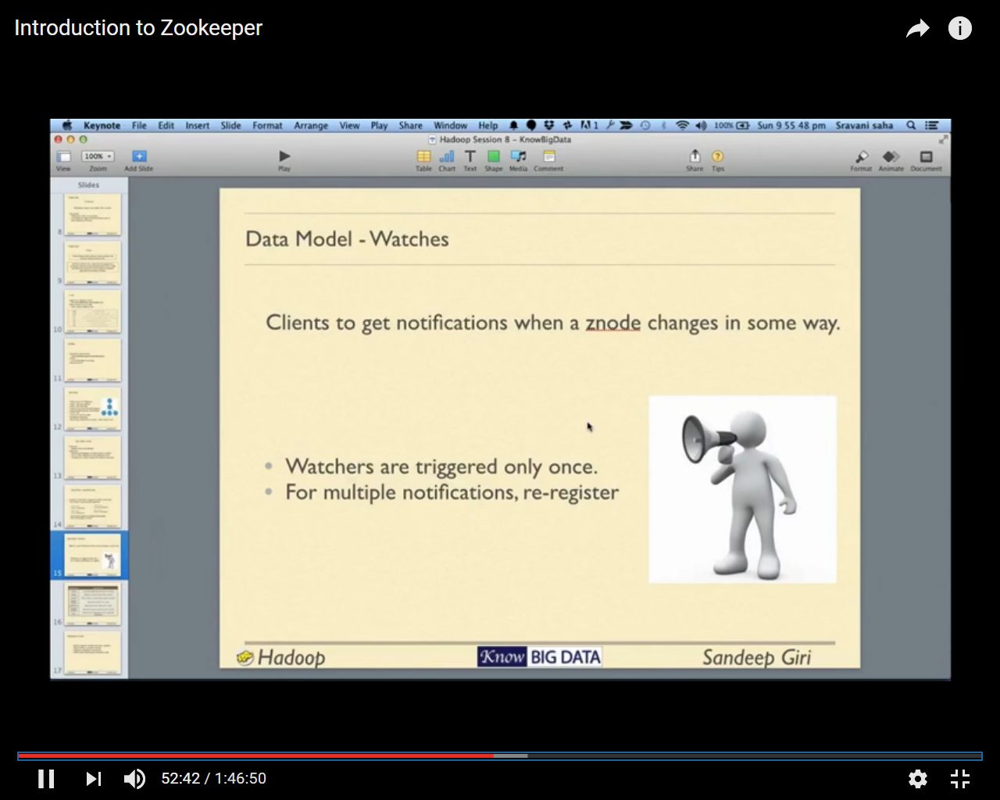 Introduction to Zookeeper
Keynote File Edit Insert Slide Format Arrange View Play Share Window Help 1 100% Sun 9 55 48 pm Sravani saha
Hadoop Session 8 - KnowBigData
100%
View Zoom Add Slide Play Table Chart Text Shape Media Comment Share Tips Format Animate Document
Slides
8
9
10
11
12
13
14
15
16
17
Data Model - Watches
Clients to get notifications when a znode changes in some way.
• Watchers are triggered only once.
• For multiple notifications, re-register
Hadoop Know BIG DATA Sandeep Giri
52:42 / 1:46:50